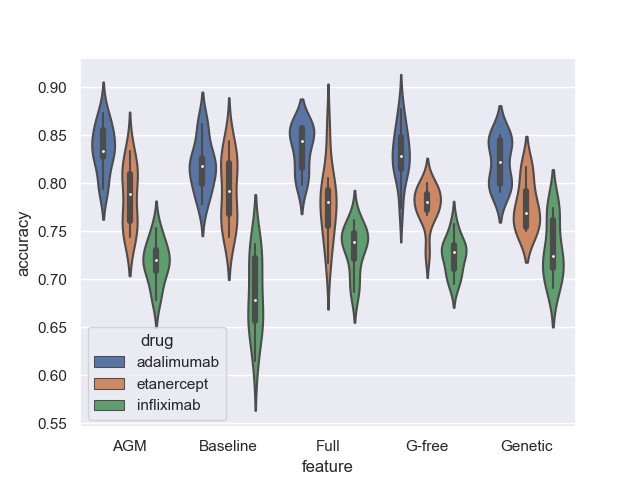 0.90
0.85
0.80
0.75
0.70
0.65
0.60
0.55
accuracy
drug
adalimumab
etanercept
infliximab
AGM Baseline Full G-free Genetic
feature